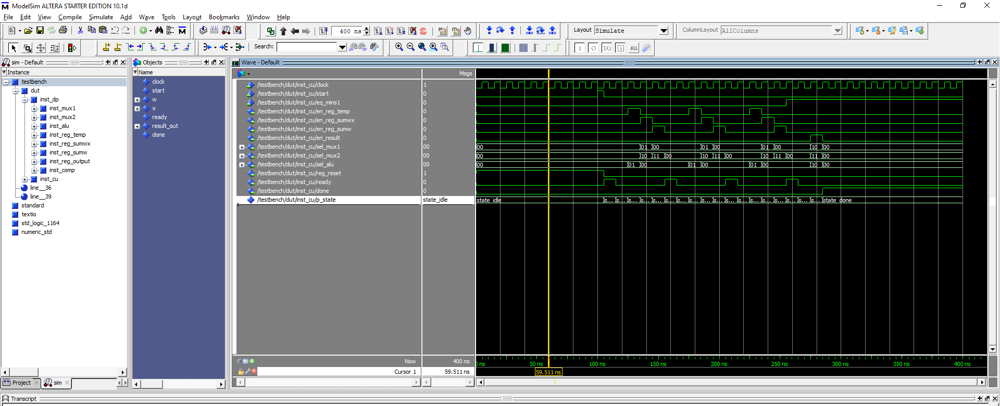 ModelSim ALTERA STARTER EDITION 10.1d
File Edit View Compile Simulate Add Wave Tools Layout Bookmarks Window Help
400 ns
Layout Simulate
ColumnLayout AllColumns
Search:
sim - Default
Instance
testbench
dut
inst_dp
inst_mux1
inst_mux2
inst_alu
inst_reg_temp
inst_reg_sumwx
inst_reg_sumw
inst_reg_output
inst_comp
inst_cu
line__36
line__39
standard
textio
std_logic_1164
numeric_std
Project
sim
Objects
Name
clock
start
w
x
ready
result_out
done
Wave - Default
Msgs
/testbench/dut/inst_cu/clock 1
/testbench/dut/inst_cu/start 0
/testbench/dut/inst_cu/eq_mins1 0
/testbench/dut/inst_cu/en_reg_temp 0
/testbench/dut/inst_cu/en_reg_sumwx 0
/testbench/dut/inst_cu/en_reg_sumw 0
/testbench/dut/inst_cu/en_result 0
/testbench/dut/inst_cu/sel_mux1 00 00 01 00 01 00 01 00 10 00
/testbench/dut/inst_cu/sel_mux2 00 00 10 11 00 10 11 00 10 11 00 11 00
/testbench/dut/inst_cu/sel_alu 00 00 01 00 01 00 01 00 10 00
/testbench/dut/inst_cu/reg_reset 1
/testbench/dut/inst_cu/ready 0
/testbench/dut/inst_cu/done 0
/testbench/dut/inst_cu/p_state state_idle state_idle s... s... s... s... s... s... s... s... s... s... s... s... s... s... s... s... s... s... state_done
Now 400 ns
50 ns 100 ns 150 ns 200 ns 250 ns 300 ns 350 ns 400 ns
Cursor 1 59.511 ns
59.511 ns
Transcript